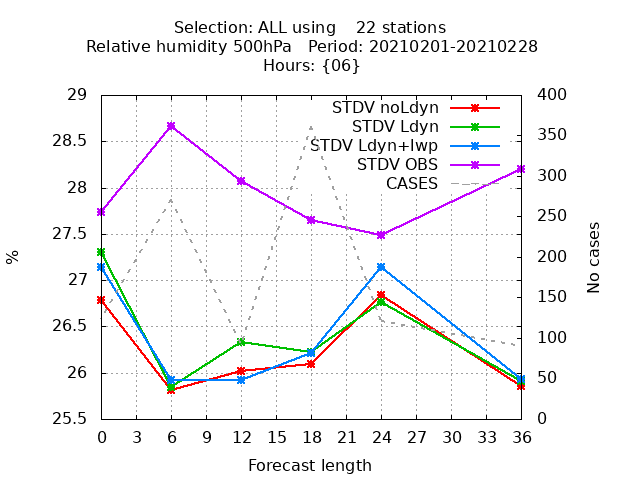 Selection: ALL using    22 stations
Relative humidity 500hPa   Period: 20210201-20210228
Hours: {06}
29
28.5
28
27.5
27
26.5
26
25.5
%
400
350
300
250
200
150
100
50
0
No cases
STDV noLdyn
STDV Ldyn
STDV Ldyn+lwp
STDV OBS
CASES
0 3 6 9 12 15 18 21 24 27 30 33 36
Forecast length